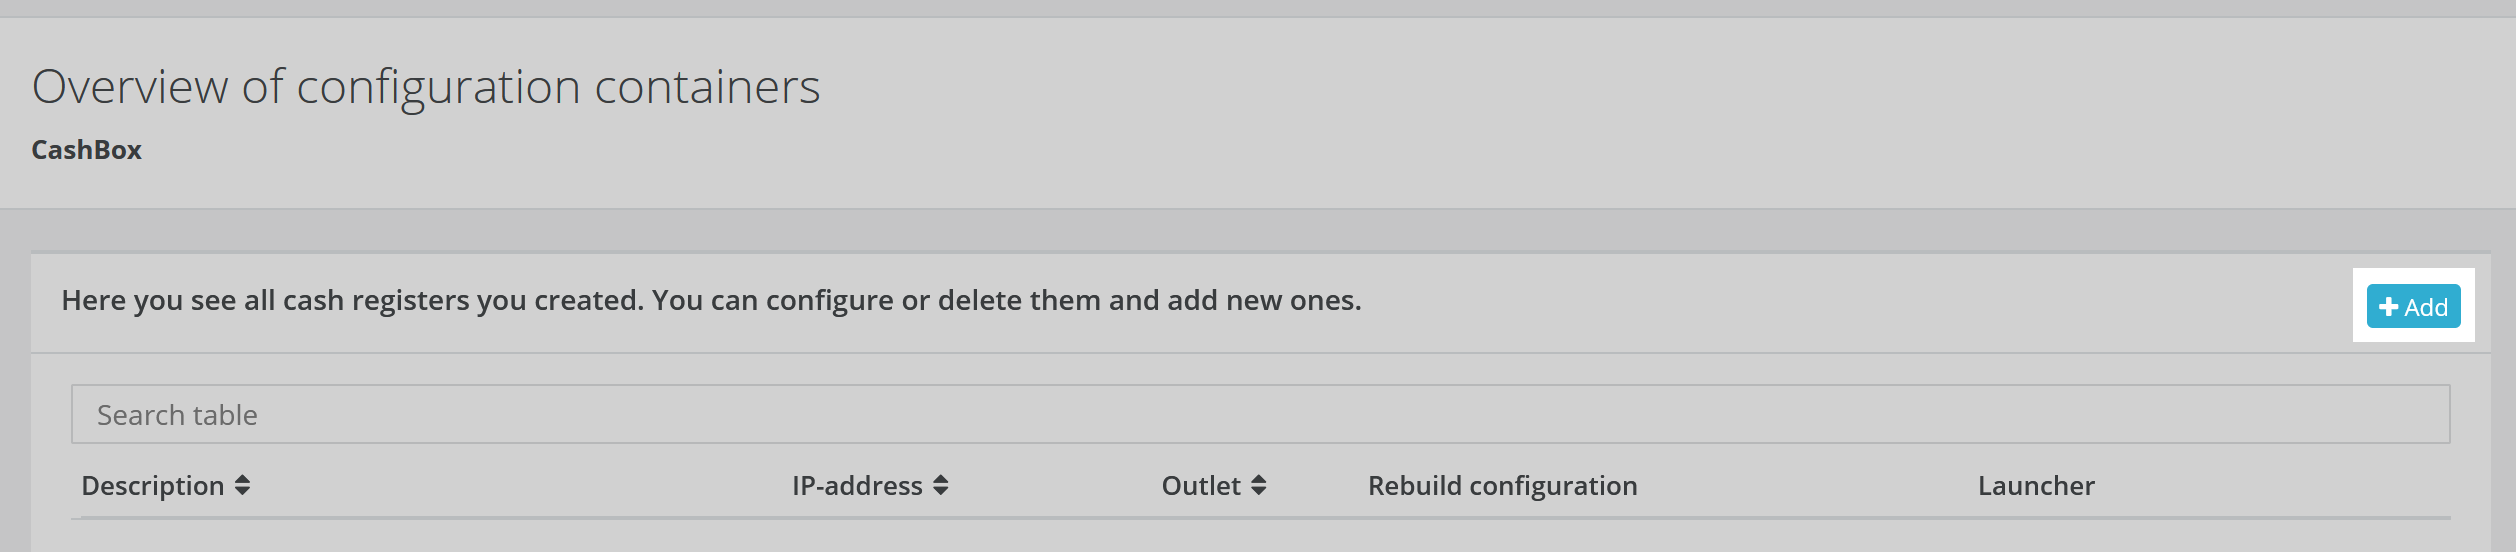 Overview of configuration containers
CashBox
Here you see all cash registers you created. You can configure or delete them and add new ones.
Add
Search table
Description IP-address Outlet Rebuild configuration Launcher